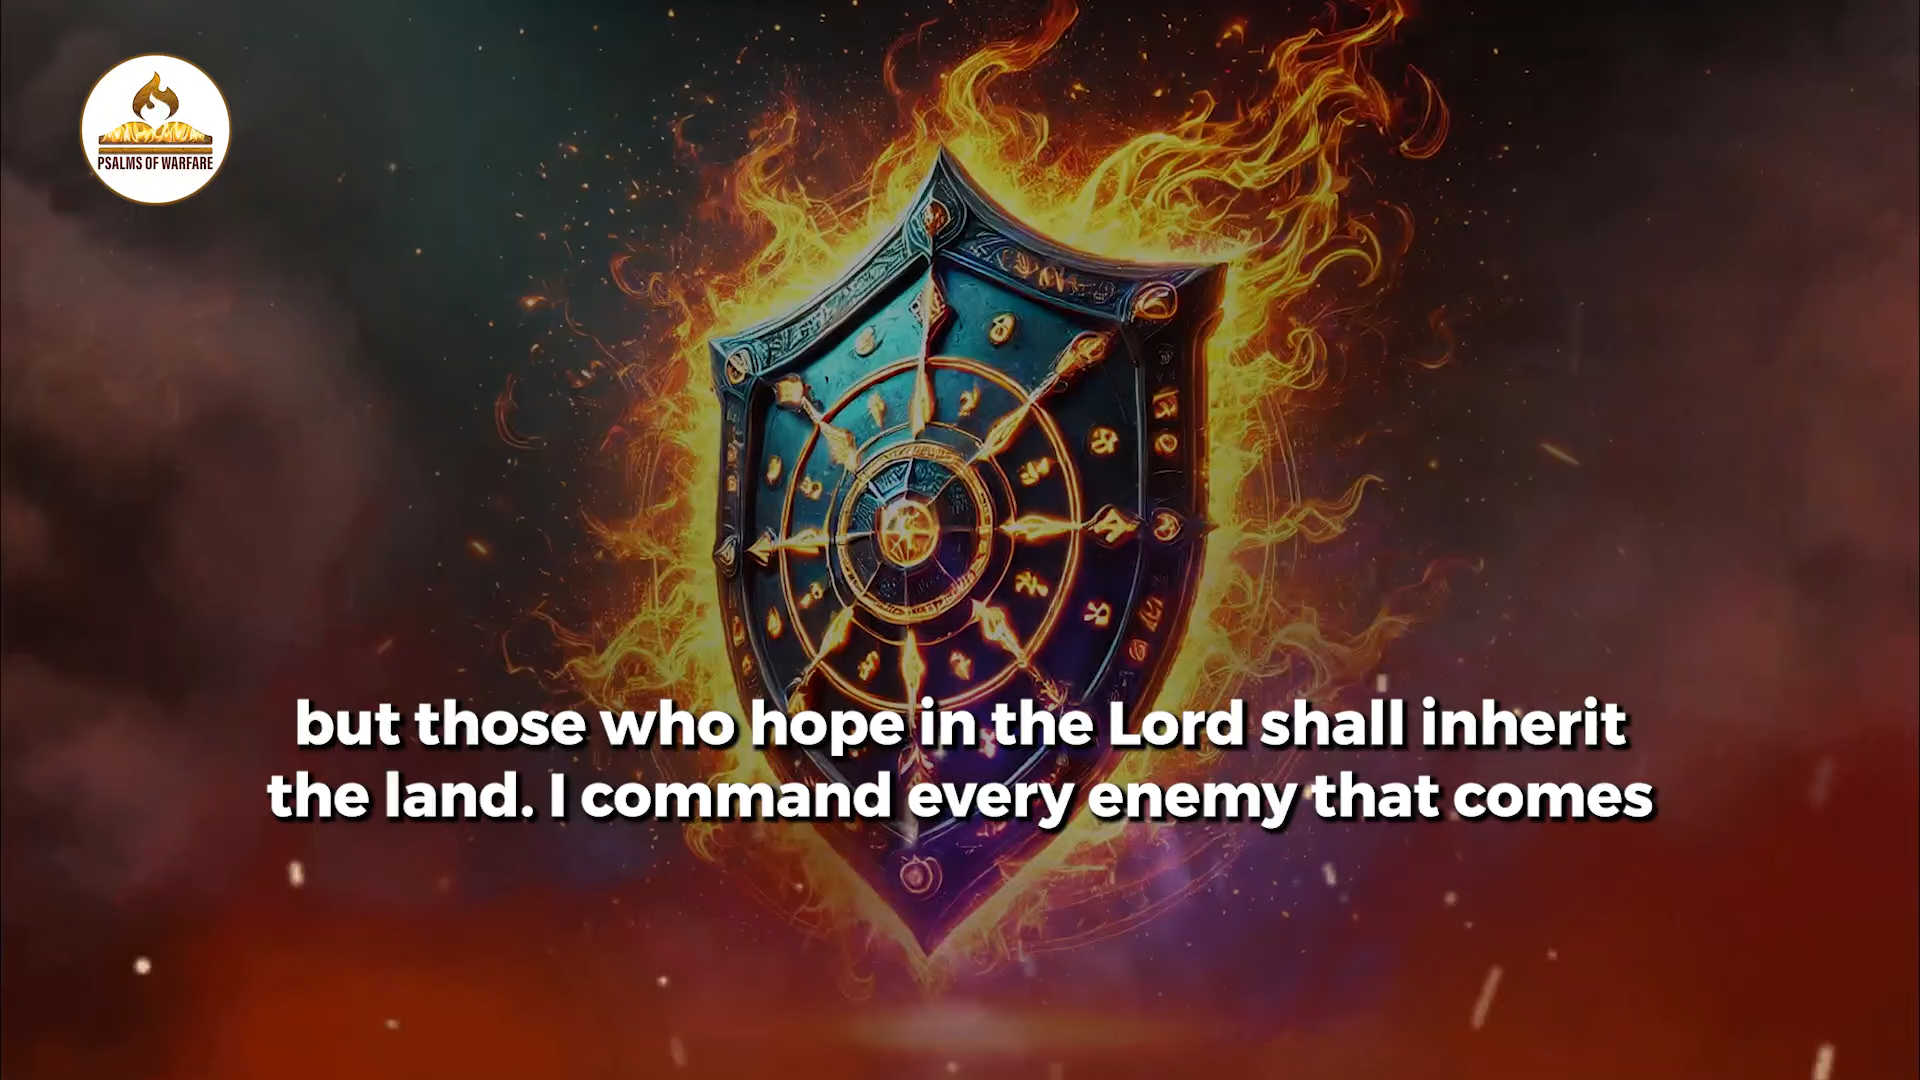 PSALMS OF WARFARE
but those who hope in the Lord shall inherit
the land. I command every enemy that comes